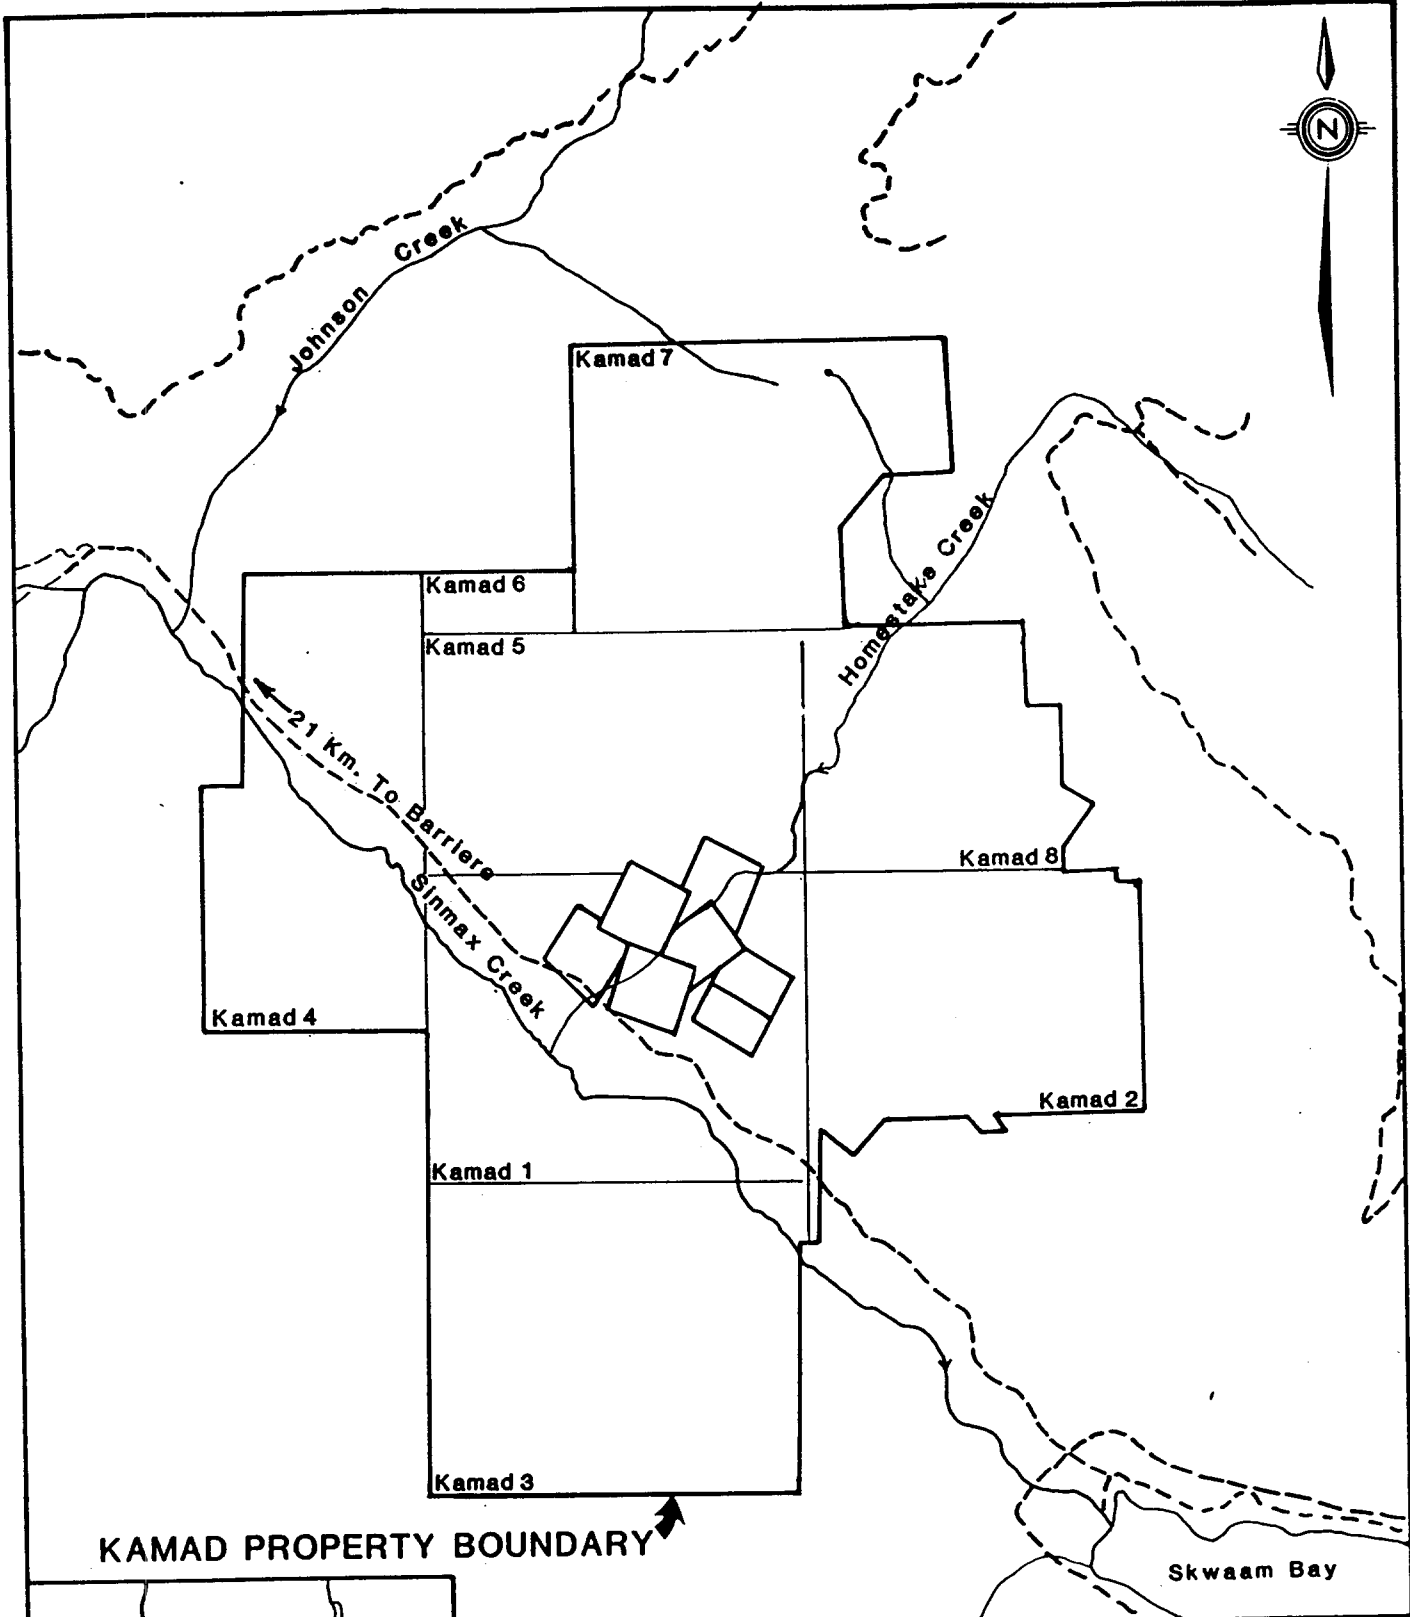 N
Johnson Creek
Kamad 7
Kamad 6
Kamad 5
Homestake Creek
21 Km. To Barriere
Sinmax Creek
Kamad 8
Kamad 4
Kamad 2
Kamad 1
Kamad 3
KAMAD PROPERTY BOUNDARY
Skwaam Bay